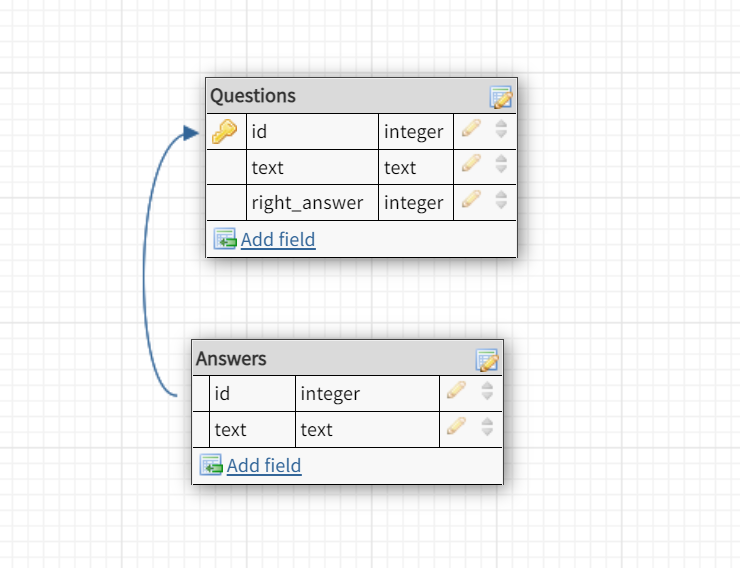 Questions
id integer
text text
right_answer integer
Add field
Answers
id integer
text text
Add field